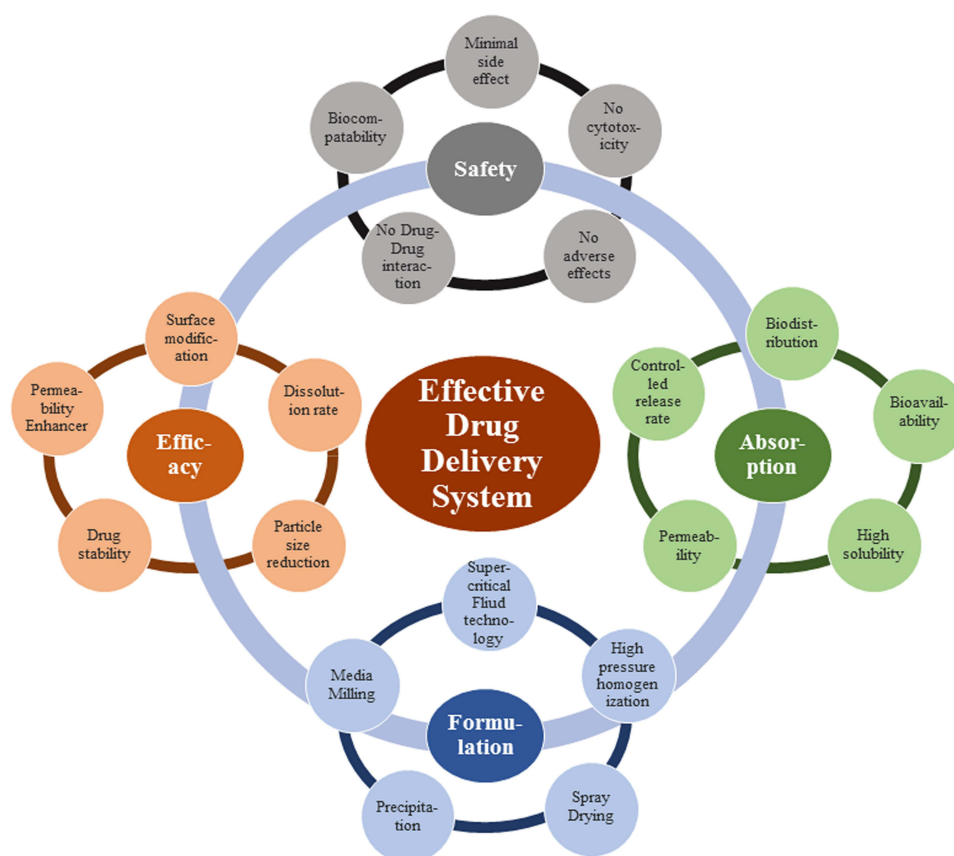 Minimal
side
effect
Biocom-
patability
No
cytotox-
icity
Safety
No Drug-
Drug
interac-
tion
No
adverse
effects
Surface
modific-
ation
Permea-
bility
Enhancer
Dissolut-
ion rate
Effic-
acy
Drug
stability
Particle
size
reduction
Effective
Drug
Delivery
System
Biodist-
ribution
Control-
led
release
rate
Bioavail-
ability
Absor-
ption
Permeab-
ility
High
solubility
Super-
critical
Fliud
techno-
logy
Media
Milling
High
pressure
homogen
ization
Formu-
lation
Precipita-
tion
Spray
Drying